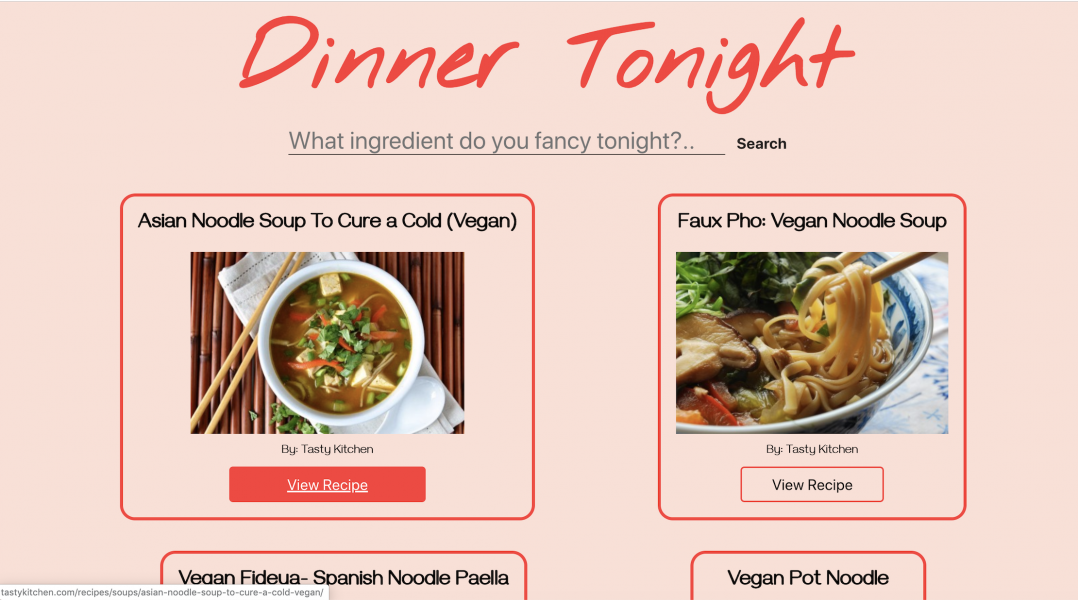 Dinner Tonight
What ingredient do you fancy tonight?.. Search
Asian Noodle Soup To Cure a Cold (Vegan)
By: Tasty Kitchen
View Recipe
Faux Pho: Vegan Noodle Soup
By: Tasty Kitchen
View Recipe
Vegan Fideua- Spanish Noodle Paella
Vegan Pot Noodle
tastykitchen.com/recipes/soups/asian-noodle-soup-to-cure-a-cold-vegan/